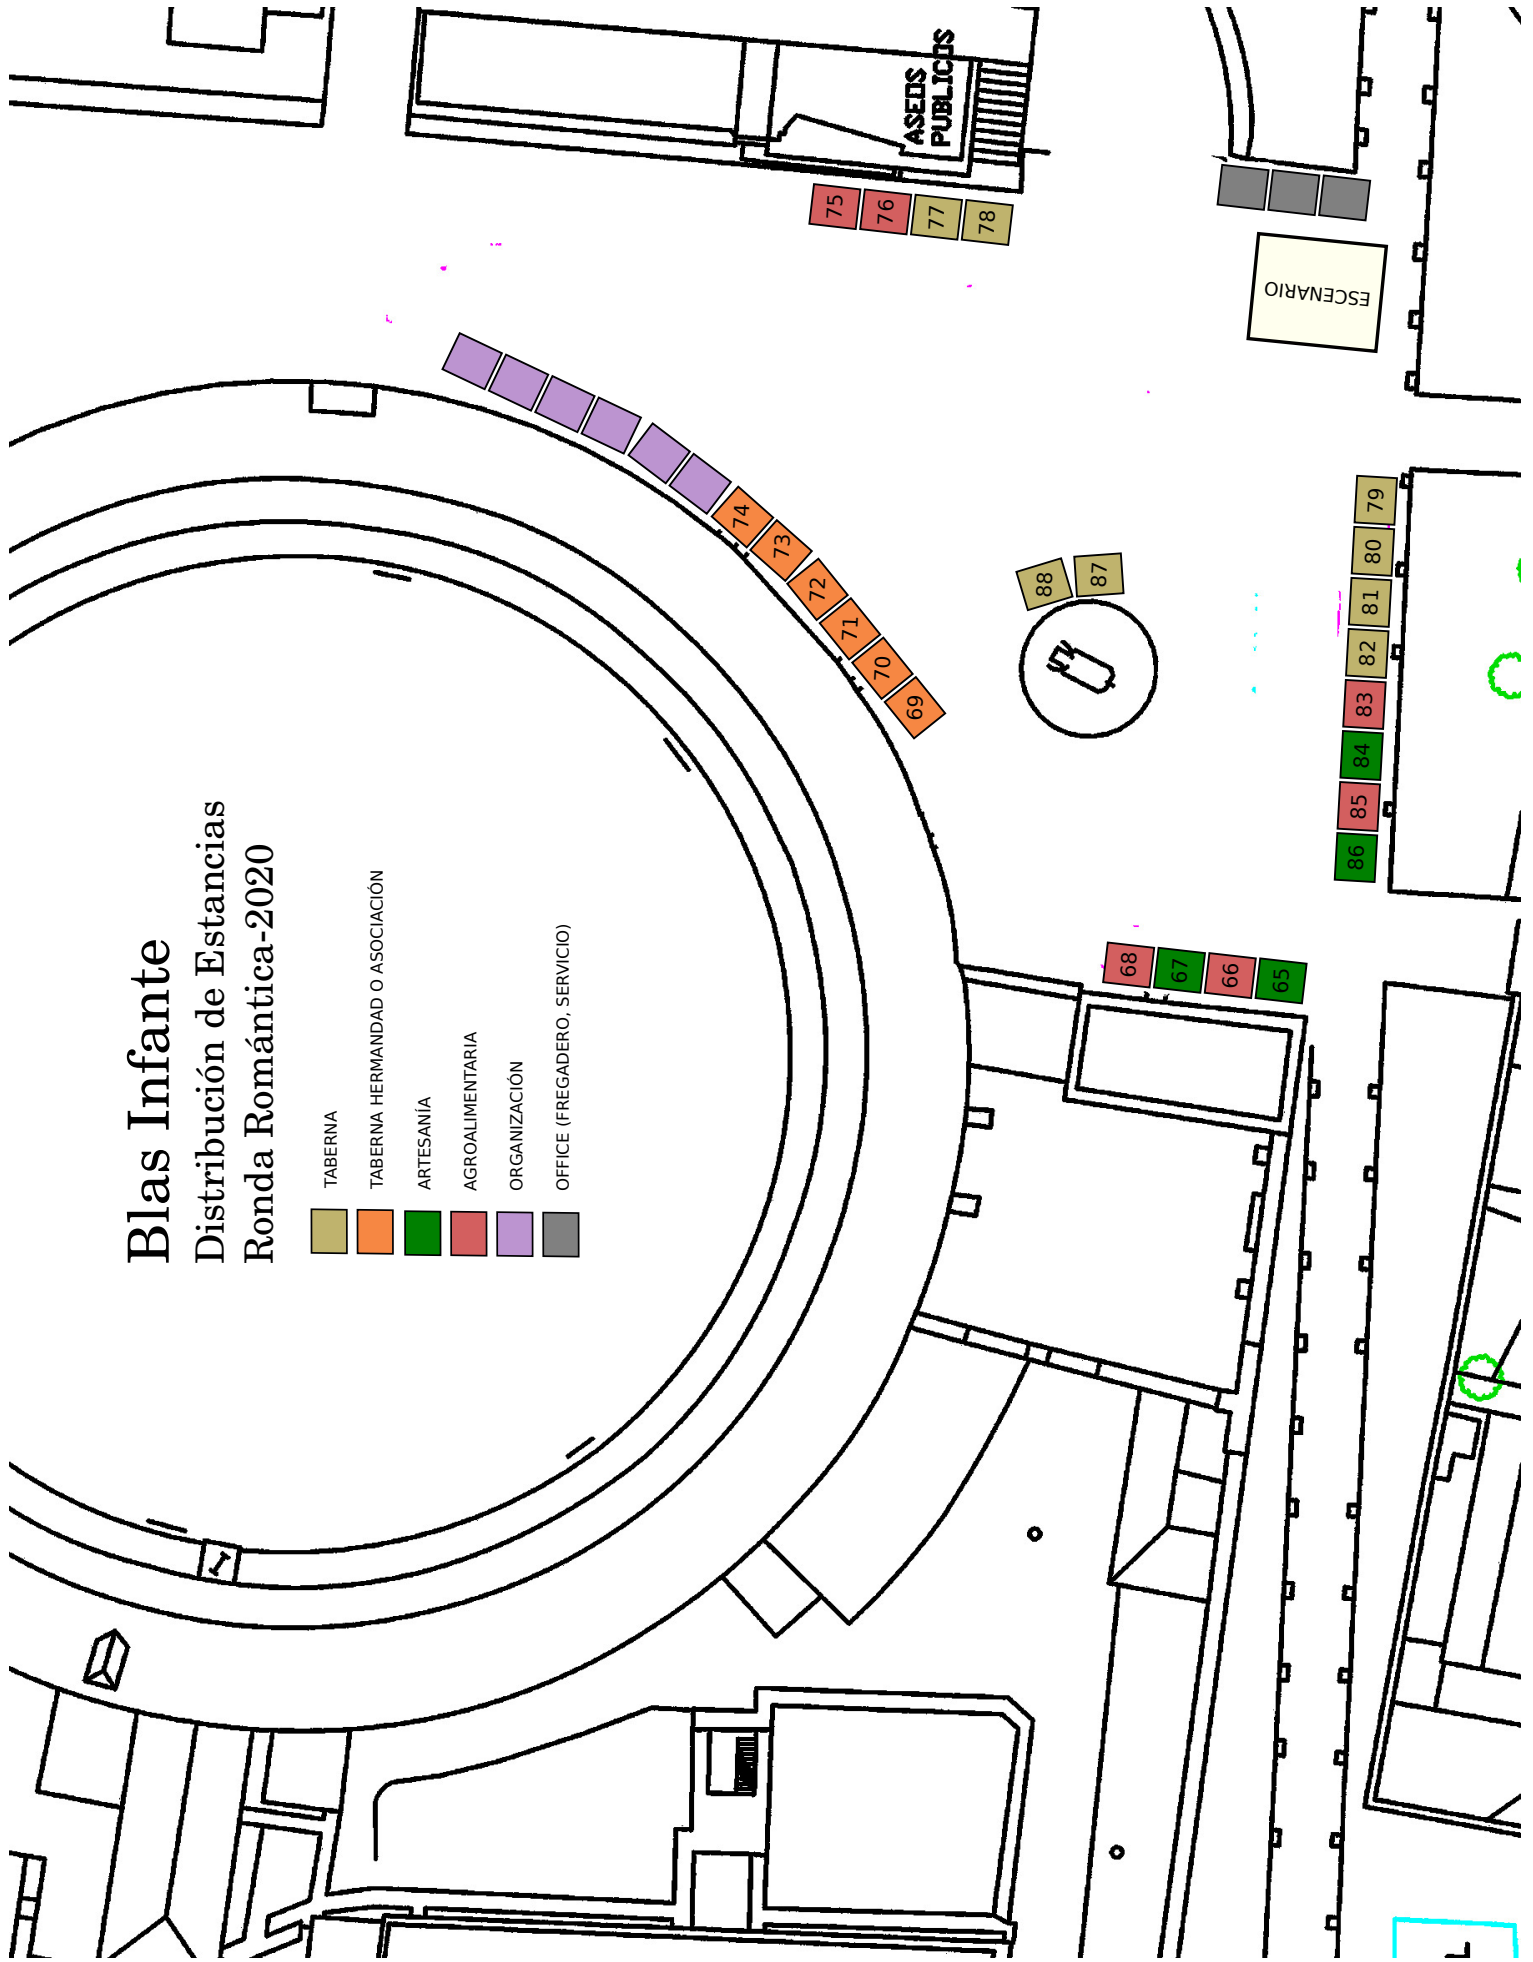 Blas Infante
Distribución de Estancias
Ronda Romántica-2020
TABERNA
TABERNA HERMANDAD O ASOCIACIÓN
ARTESANÍA
AGROALIMENTARIA
ORGANIZACIÓN
OFFICE (FREGADERO, SERVICIO)
ASEOS
PUBLICOS
ESCENARIO
75
76
77
78
74
73
72
71
70
69
88
87
79
80
81
82
83
84
85
86
68
67
66
65